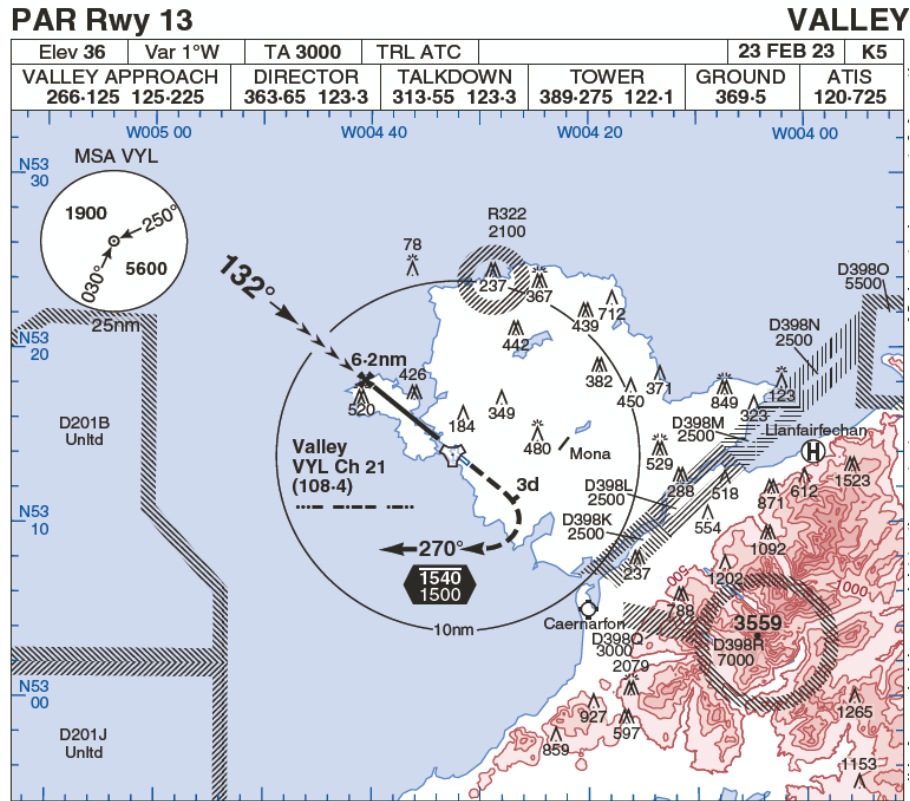 PAR Rwy 13
VALLEY
Elev 36
Var 1°W
TA 3000
TRL ATC
23 FEB 23
K5
VALLEY APPROACH
266·125 125·225
DIRECTOR
363·65 123·3
TALKDOWN
313·55 123·3
TOWER
389·275 122·1
GROUND
369·5
ATIS
120·725
W005 00
W004 40
W004 20
W004 00
N53
30
MSA VYL
1900
250°
030°
5600
25nm
R322
2100
78
237
367
132°
439
712
D398O
5500
N53
20
442
D398N
2500
6·2nm
426
382
371
520
450
849
123
323
349
184
D201B
Unltd
D398M
2500
Llanfairfechan
H
Valley
VYL Ch 21
(108·4)
480
Mona
529
D398L
2500
288
518
612
1523
871
3d
N53
10
D398K
2500
554
1092
270°
237
500
1202
000
1540
1500
788
10nm
Caernarfon
D398Q
3000
3559
D398R
7000
2079
N53
00
927
597
859
1265
D201J
Unltd
1153